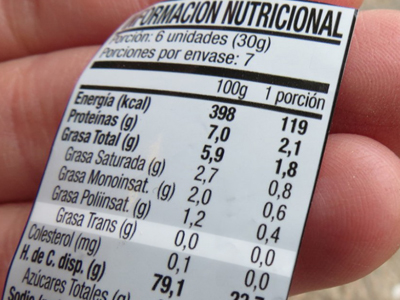 INFORMACIÓN NUTRICIONAL
Porción: 6 unidades (30g)
Porciones por envase: 7
100g 1 porción
Energía (kcal) 398 119
Proteínas (g) 7,0 2,1
Grasa Total (g) 5,9 1,8
Grasa Saturada (g) 2,7 0,8
Grasa Monoinsat. (g) 2,0 0,6
Grasa Poliinsat. (g) 1,2 0,4
Grasa Trans (g) 0,0 0,0
Colesterol (mg) 0,1 0,0
H. de C. disp. (g) 79,1
Azúcares Totales (g)